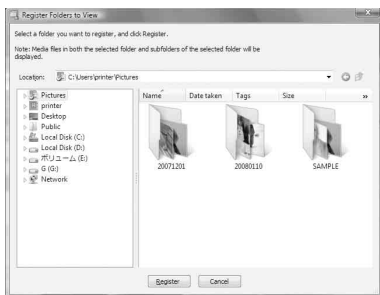 Register Folders to View
Select a folder you want to register, and click Register.
Note: Media files in both the selected folder and subfolders of the selected folder will be
displayed.
Location: C:\Users\printer\Pictures
Pictures
printer
Desktop
Public
Local Disk (C:)
Local Disk (D:)
ボリューム (E:)
G (G:)
Network
Name Date taken Tags Size »
20071201 20080110 SAMPLE
Register Cancel